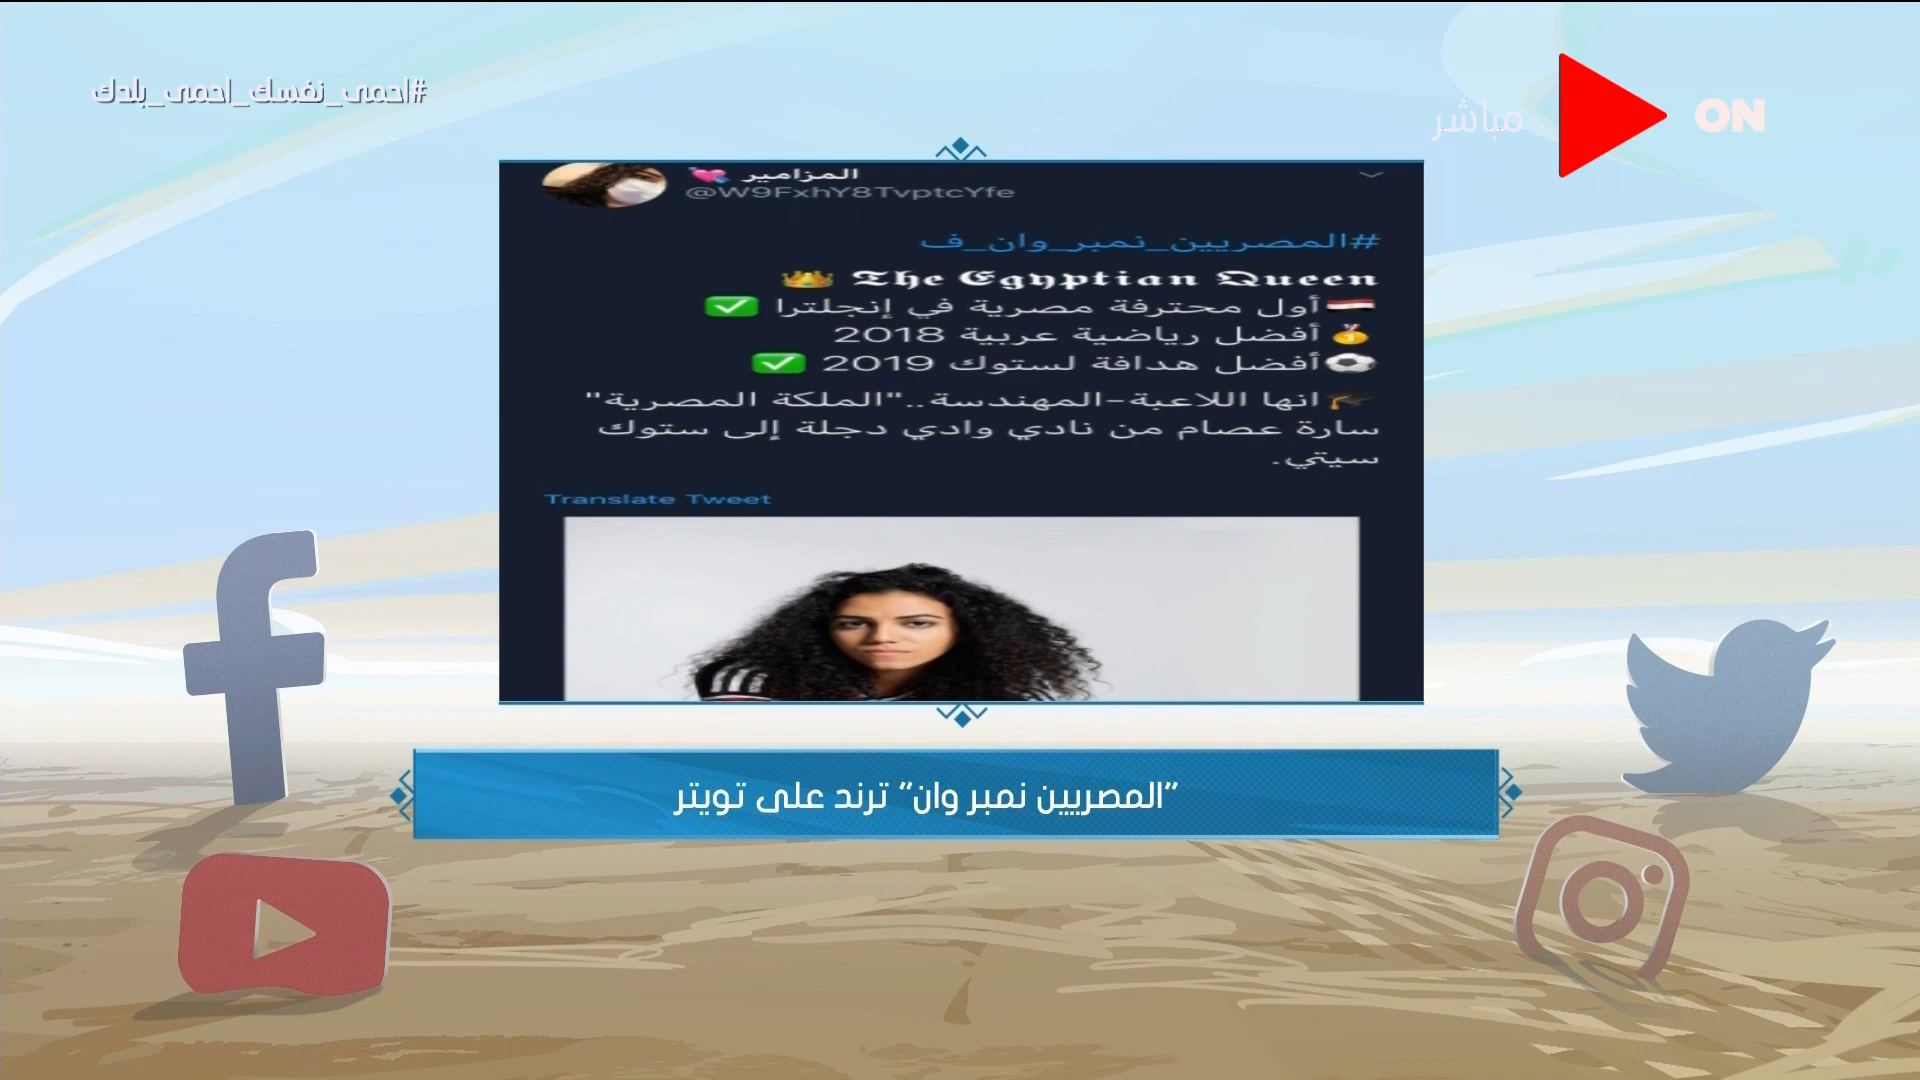 #احمى_نفسك_احمى_بلدك
مباشر
ON
المزامير 💘
@W9FxhY8TvptcYfe
#المصريين_نمبر_وان_ف
The Egyptian Queen 👑
🇪🇬أول محترفة مصرية في إنجلترا ✅
🏅أفضل رياضية عربية 2018
⚽أفضل هدافة لستوك 2019 ✅
🎓انها اللاعبة-المهندسة.."الملكة المصرية"
سارة عصام من نادي وادي دجلة إلى ستوك
سيتي.
Translate Tweet
“المصريين نمبر وان” ترند على تويتر